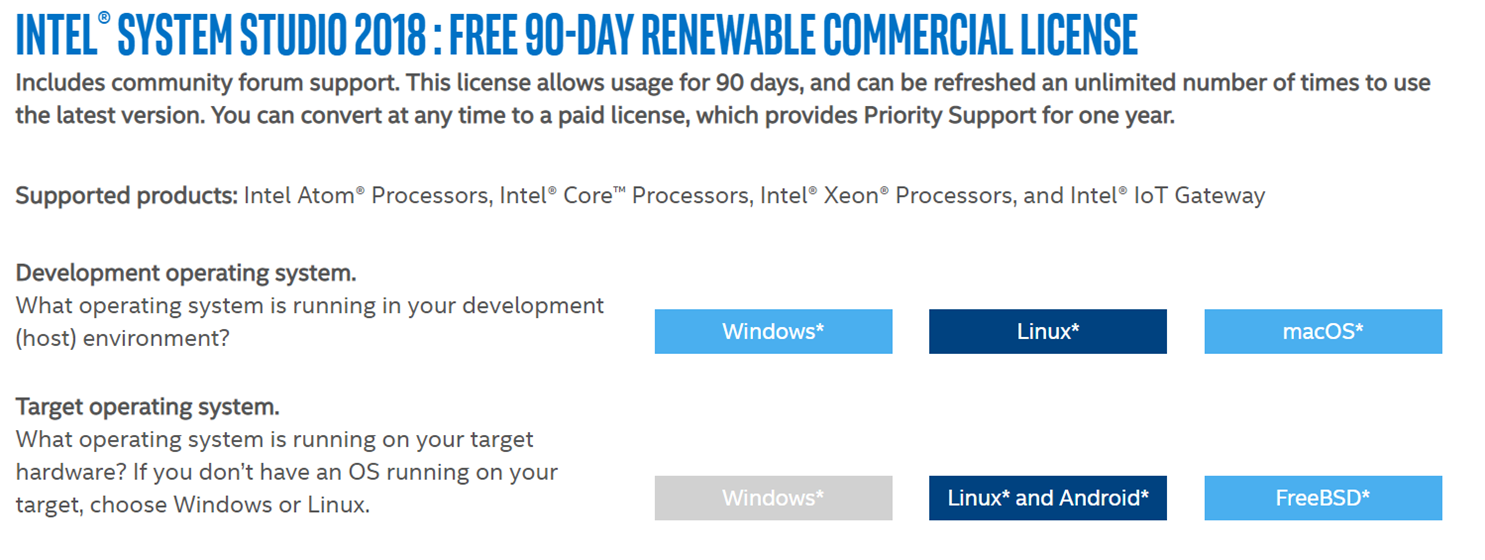 INTEL® SYSTEM STUDIO 2018 : FREE 90-DAY RENEWABLE COMMERCIAL LICENSE
Includes community forum support. This license allows usage for 90 days, and can be refreshed an unlimited number of times to use
the latest version. You can convert at any time to a paid license, which provides Priority Support for one year.
Supported products: Intel Atom® Processors, Intel® Core™ Processors, Intel® Xeon® Processors, and Intel® IoT Gateway
Development operating system.
What operating system is running in your development
(host) environment?
Windows* Linux* macOS*
Target operating system.
What operating system is running on your target
hardware? If you don’t have an OS running on your
target, choose Windows or Linux.
Windows* Linux* and Android* FreeBSD*